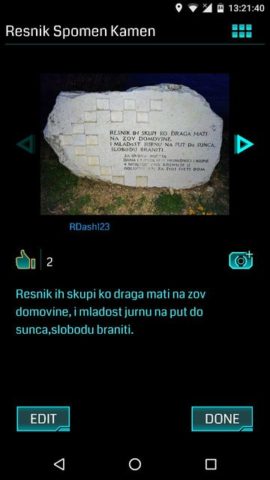 13:21:40
Resnik Spomen Kamen
RESNIK IH SKUPI KO DRAGA MATI
NA ZOV DOMOVINE,
I MLADOST JURNU NA PUT DO SUNCA,
SLOBODU BRANITI.
RDash123
2
Resnik ih skupi ko draga mati na zov
domovine, i mladost jurnu na put do
sunca,slobodu braniti.
EDIT
DONE